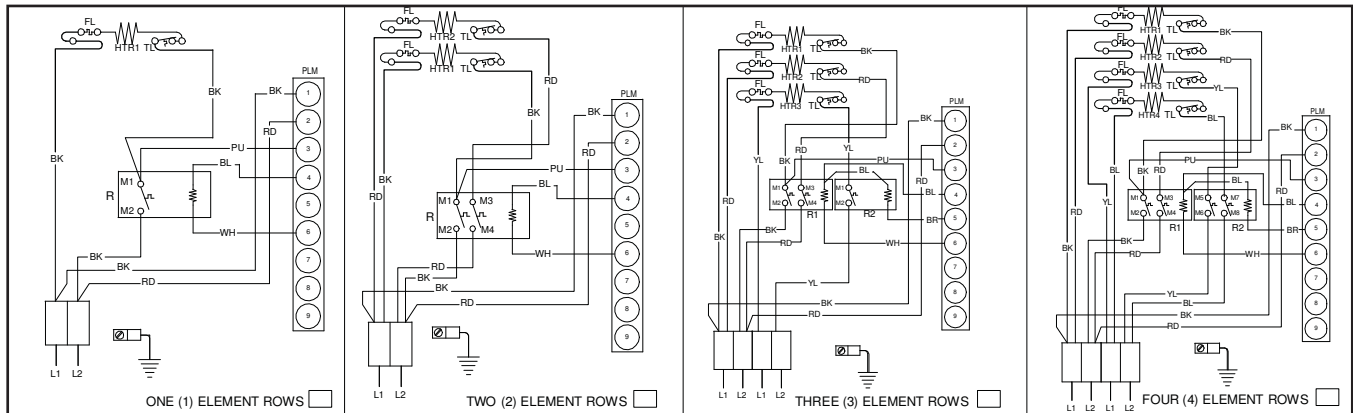 FL
HTR1 TL
PLM
BK
BK
1
RD
2
PU
3
BL
4
BK
M1
R
M2
5
WH
6
7
BK
BK
RD
8
9
L1 L2
ONE (1) ELEMENT ROWS
FL
HTR2 TL
FL
HTR1 TL
RD
PLM
BK
1
BK
RD
2
RD
BK
PU
3
BL
4
M1 M3
R
M2 M4
5
WH
6
RD
BK
7
BK
RD
8
9
L1 L2
TWO (2) ELEMENT ROWS
FL
HTR1 TL
BK
FL
HTR2 TL
RD
FL
HTR3 TL
PLM
BK
1
YL
BK
RD
YL
2
PU
3
BL
RD
BL
4
M1 M3
M1
M2 M4
M2
R1 R2
BR
5
RD
BK
BK
WH
6
RD
7
YL
8
BK
RD
9
L1 L2 L1 L2
THREE (3) ELEMENT ROWS
FL
HTR1 TL
BK
FL
HTR2 TL
RD
FL
HTR3 TL
YL
FL
HTR4 TL
BL
PLM
BK
1
BK
RD
YL
2
BL
PU
3
RD
BL
BL
4
M1 M3
M5 M7
M2 M4
M6 M8
R1 R2
BR
5
YL
RD
BK
BK
WH
6
RD
7
YL
BL
8
BK
RD
9
L1 L2 L1 L2
FOUR (4) ELEMENT ROWS